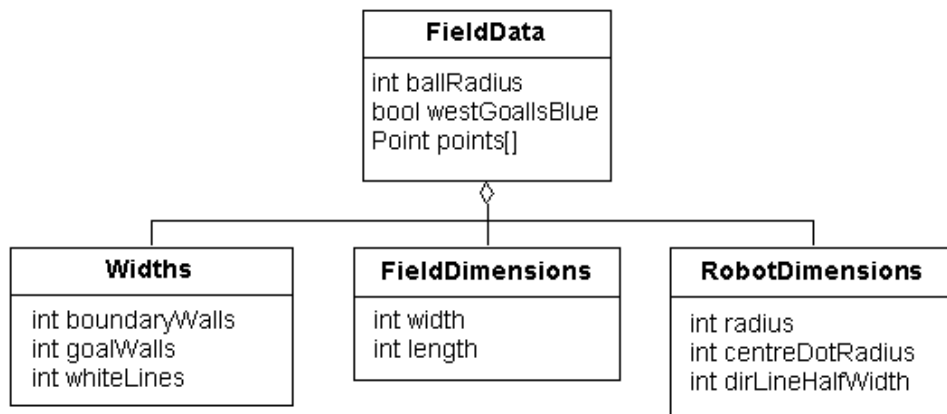 FieldData
int ballRadius
bool westGoalIsBlue
Point points[]
Widths
int boundaryWalls
int goalWalls
int whiteLines
FieldDimensions
int width
int length
RobotDimensions
int radius
int centreDotRadius
int dirLineHalfWidth